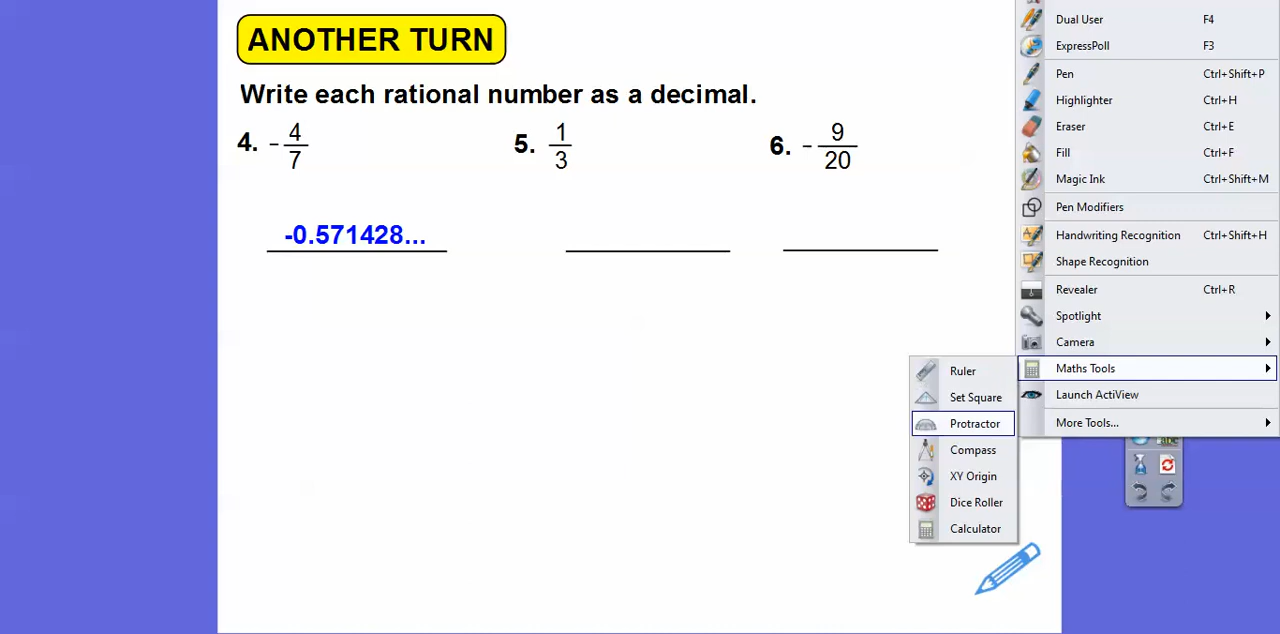 ANOTHER TURN
Write each rational number as a decimal.
4. -4/7
5. 1/3
6. -9/20
-0.571428...
Dual User F4
ExpressPoll F3
Pen Ctrl+Shift+P
Highlighter Ctrl+H
Eraser Ctrl+E
Fill Ctrl+F
Magic Ink Ctrl+Shift+M
Pen Modifiers
Handwriting Recognition Ctrl+Shift+H
Shape Recognition
Revealer Ctrl+R
Spotlight
Camera
Maths Tools
Launch ActiView
More Tools...
Ruler
Set Square
Protractor
Compass
XY Origin
Dice Roller
Calculator